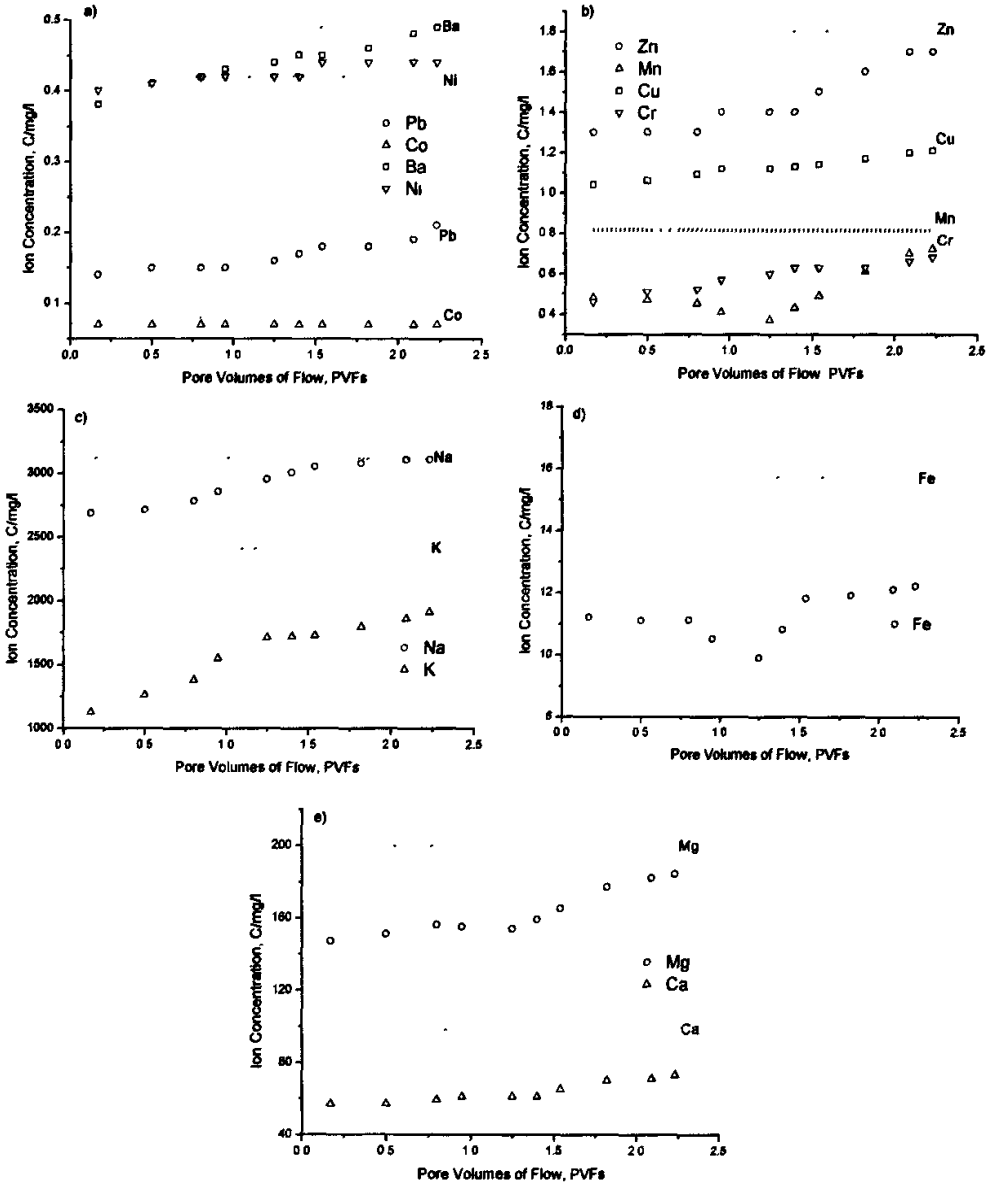 a)
0.5
0.4
0.3
0.2
0.1
Ion Concentration, C/mg/l
Ba
Ni
Pb
Co
Ba
Ni
Pb
Co
0.0 0.5 1.0 1.5 2.0 2.5
Pore Volumes of Flow, PVFs
b)
1.8
1.6
1.4
1.2
1 0
0.8
0.6
0 4
Ion Concentration, C/mg/l
Zn
Mn
Cu
Cr
Zn
Cu
Mn
Cr
0.0 0.5 1 0 1.5 2 0 2.5
Pore Volumes of Flow PVFs
c)
3500
3000
2500
2000
1500
1000
Ion Concentration, C/mg/l
Na
K
Na
K
0 0 0 5 1.0 1 5 2 0 2.5
Pore Volumes of Flow, PVFs
d)
18
16
14
12
10
8
6
Ion Concentration, C/mg/l
Fe
Fe
0 0 0 5 1 0 1 5 2 0 2.5
Pore Volumes of Flow, PVFs
e)
200
160
120
80
40
Ion Concentration, C/mg/l
Mg
Mg
Ca
Ca
0 0 0 5 1 0 1 5 2 0 2 5
Pore Volumes of Flow, PVFs